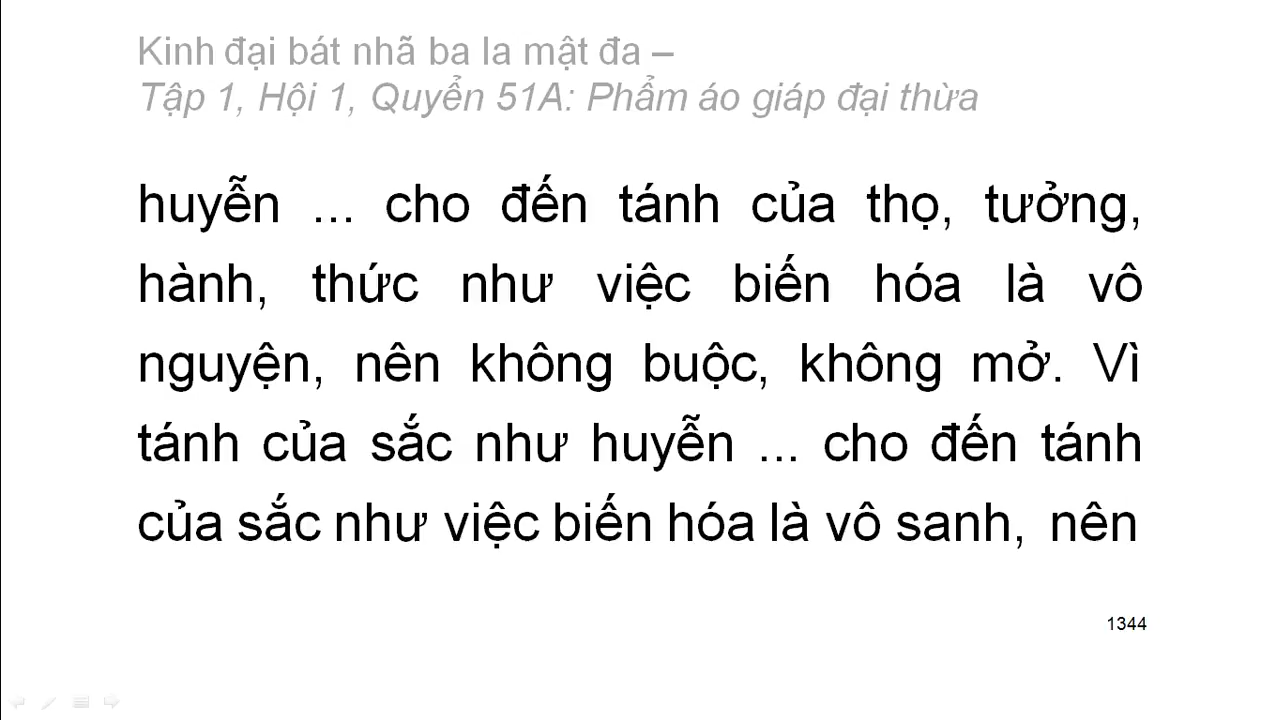 Kinh đại bát nhã ba la mật đa –
Tập 1, Hội 1, Quyển 51A: Phẩm áo giáp đại thừa
huyễn ... cho đến tánh của thọ, tưởng,
hành, thức như việc biến hóa là vô
nguyện, nên không buộc, không mở. Vì
tánh của sắc như huyễn ... cho đến tánh
của sắc như việc biến hóa là vô sanh, nên
1344